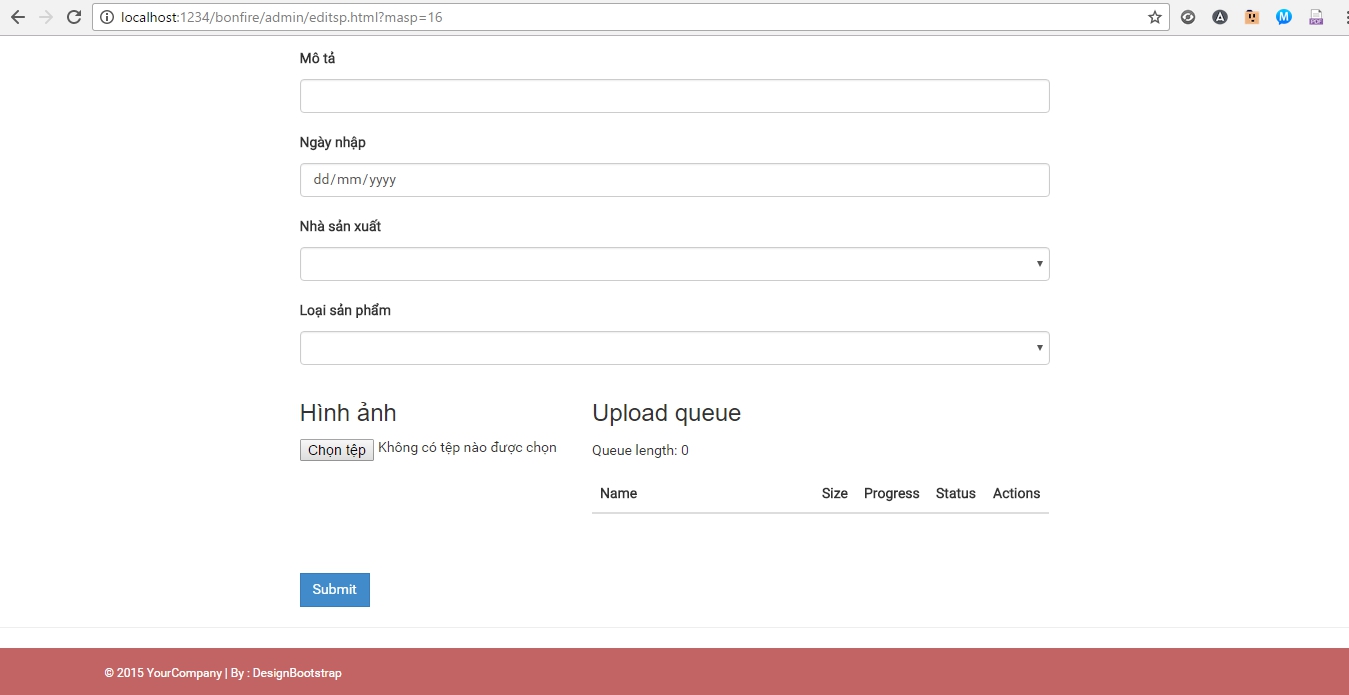 localhost:1234/bonfire/admin/editsp.html?masp=16
Mô tả
Ngày nhập
dd/mm/yyyy
Nhà sản xuất
Loại sản phẩm
Hình ảnh
Chọn tệp Không có tệp nào được chọn
Upload queue
Queue length: 0
Name Size Progress Status Actions
Submit
© 2015 YourCompany | By : DesignBootstrap